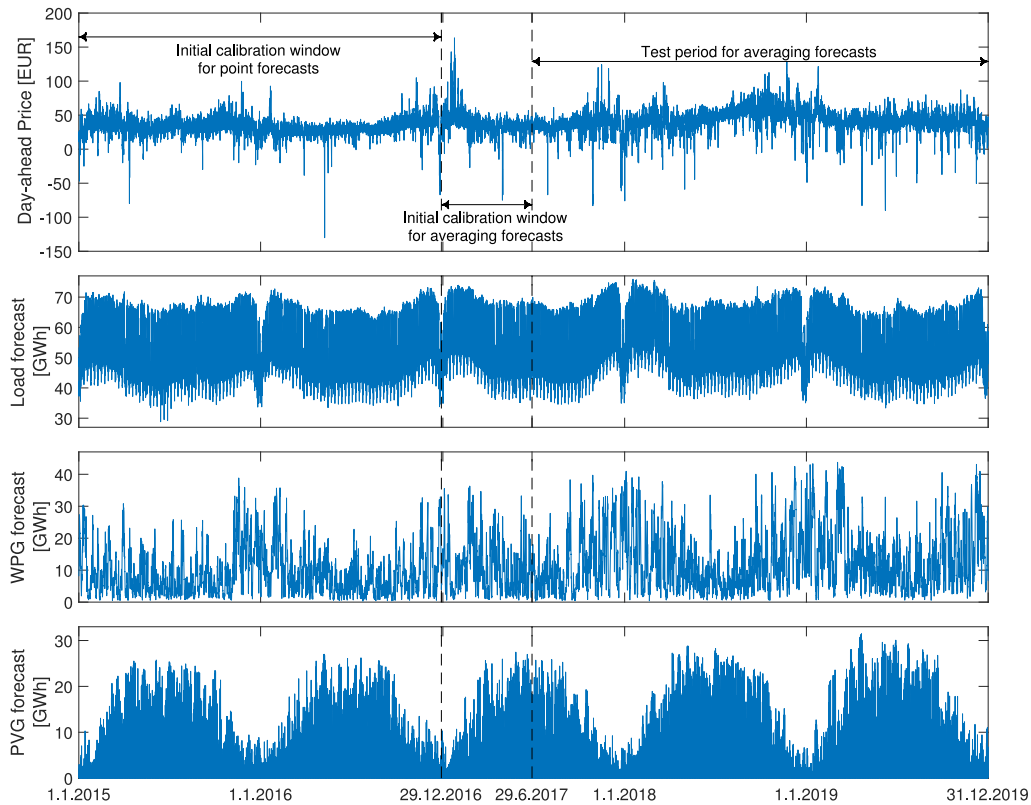 200
150
100
50
0
-50
-100
-150
Day-ahead Price [EUR]
Initial calibration window
for point forecasts
Test period for averaging forecasts
Initial calibration window
for averaging forecasts
70
60
50
40
30
Load forecast
[GWh]
40
30
20
10
0
WPG forecast
[GWh]
30
20
10
0
PVG forecast
[GWh]
1.1.2015
1.1.2016
29.12.2016
29.6.2017
1.1.2018
1.1.2019
31.12.2019